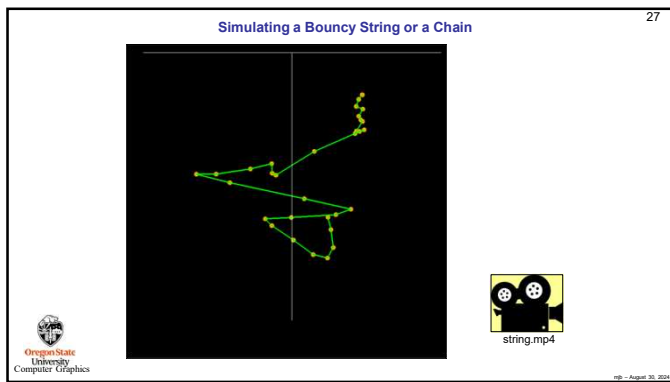 27
Simulating a Bouncy String or a Chain
string.mp4
Oregon State
University
Computer Graphics
mjb – August 30, 2024